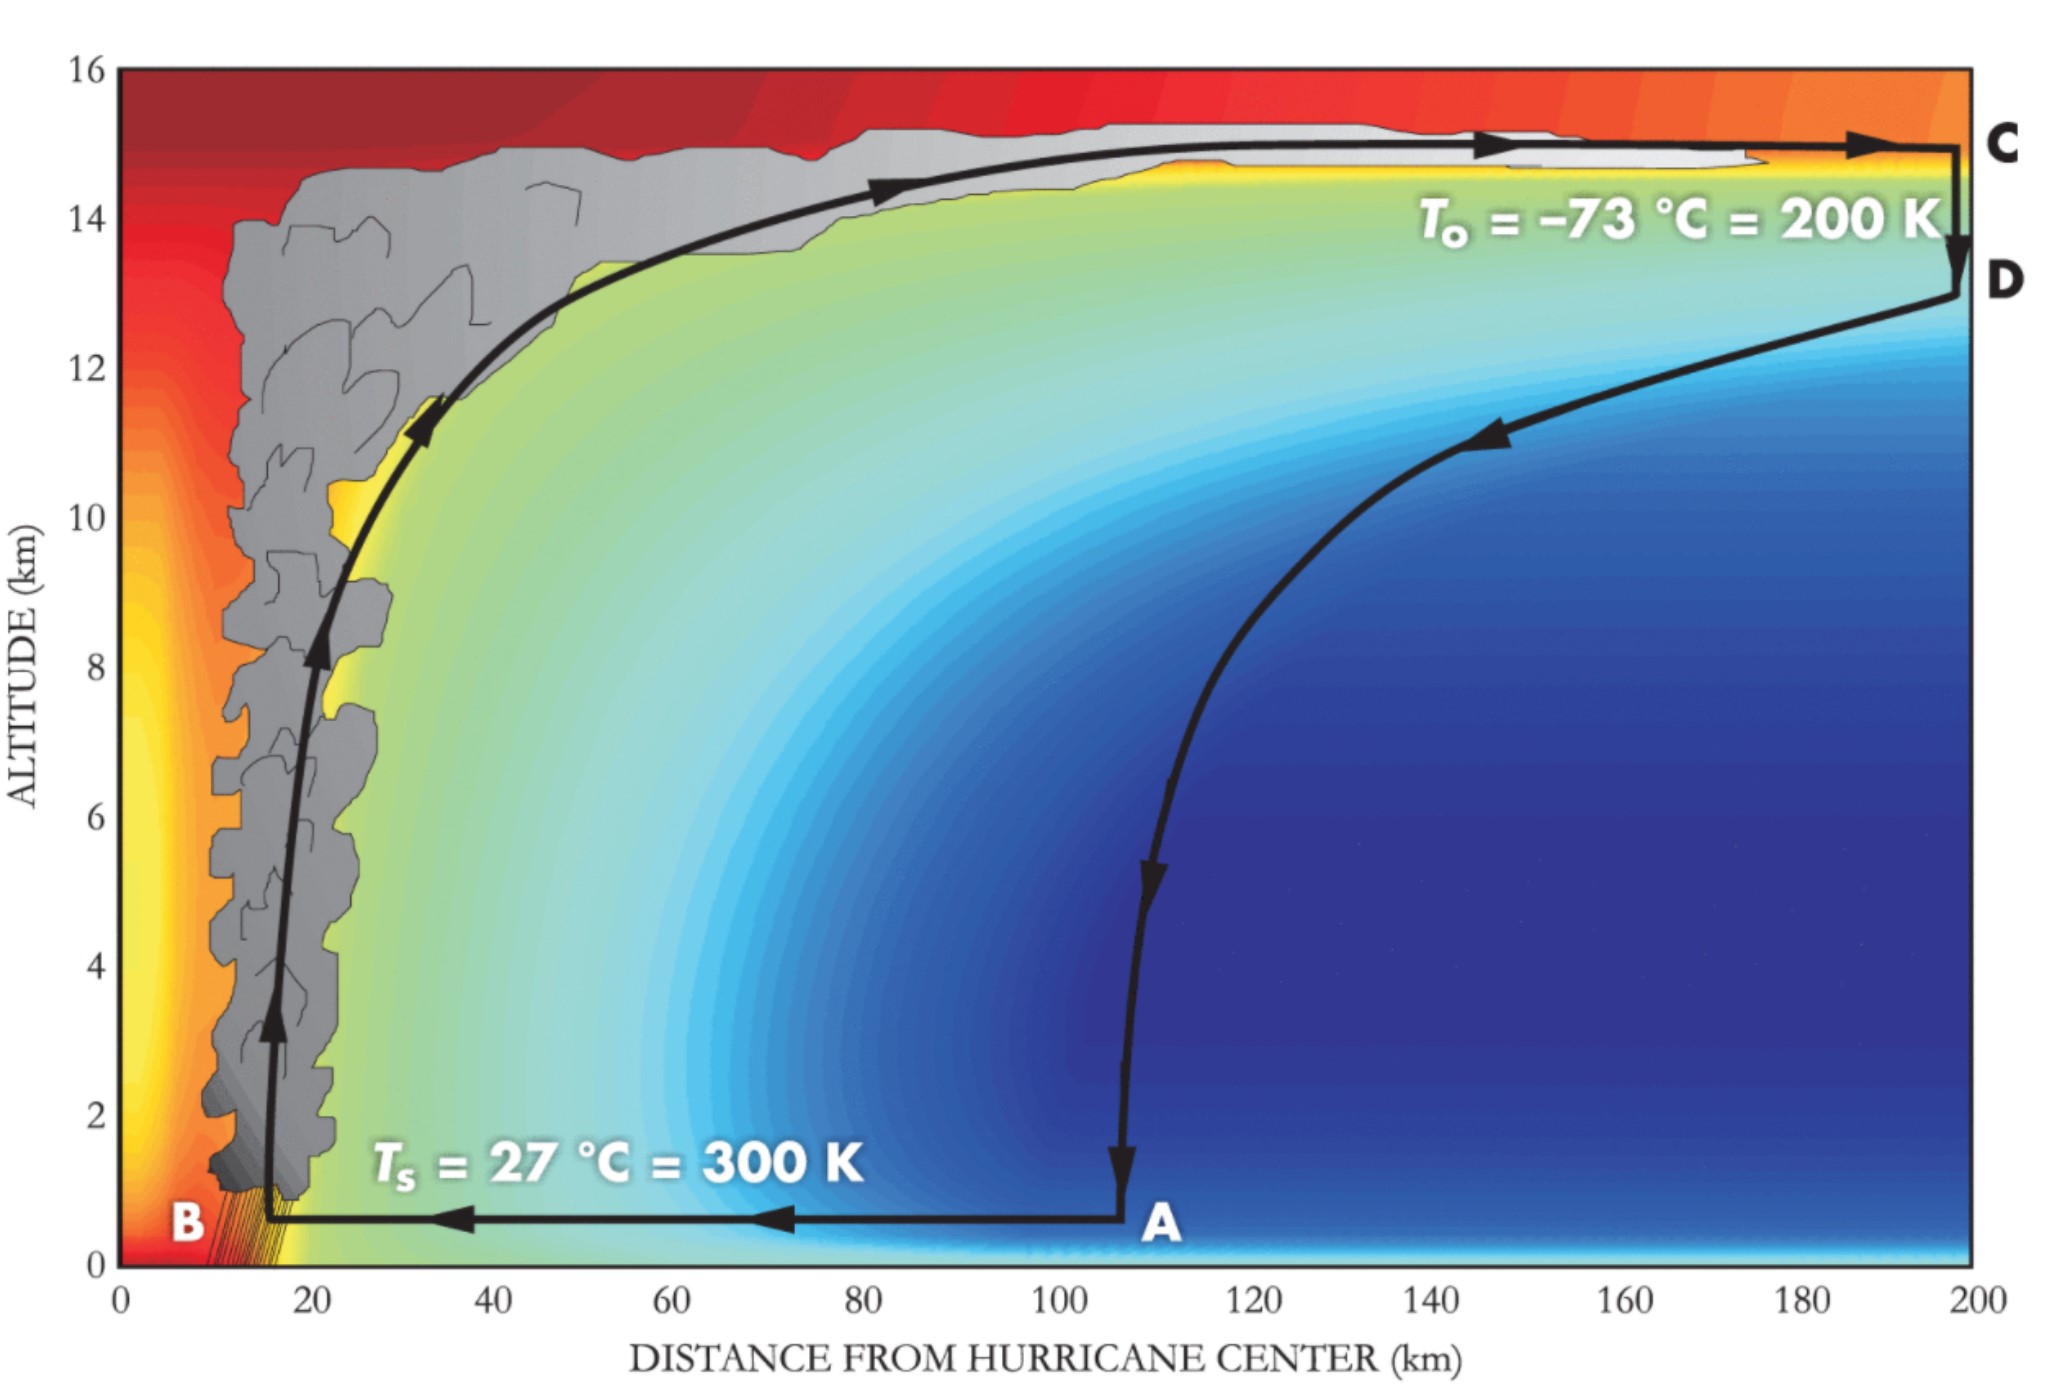 16
14
12
10
8
6
4
2
0
ALTITUDE (km)
C
T₀ = –73 °C = 200 K
D
Tₛ = 27 °C = 300 K
B
A
0 20 40 60 80 100 120 140 160 180 200
DISTANCE FROM HURRICANE CENTER (km)